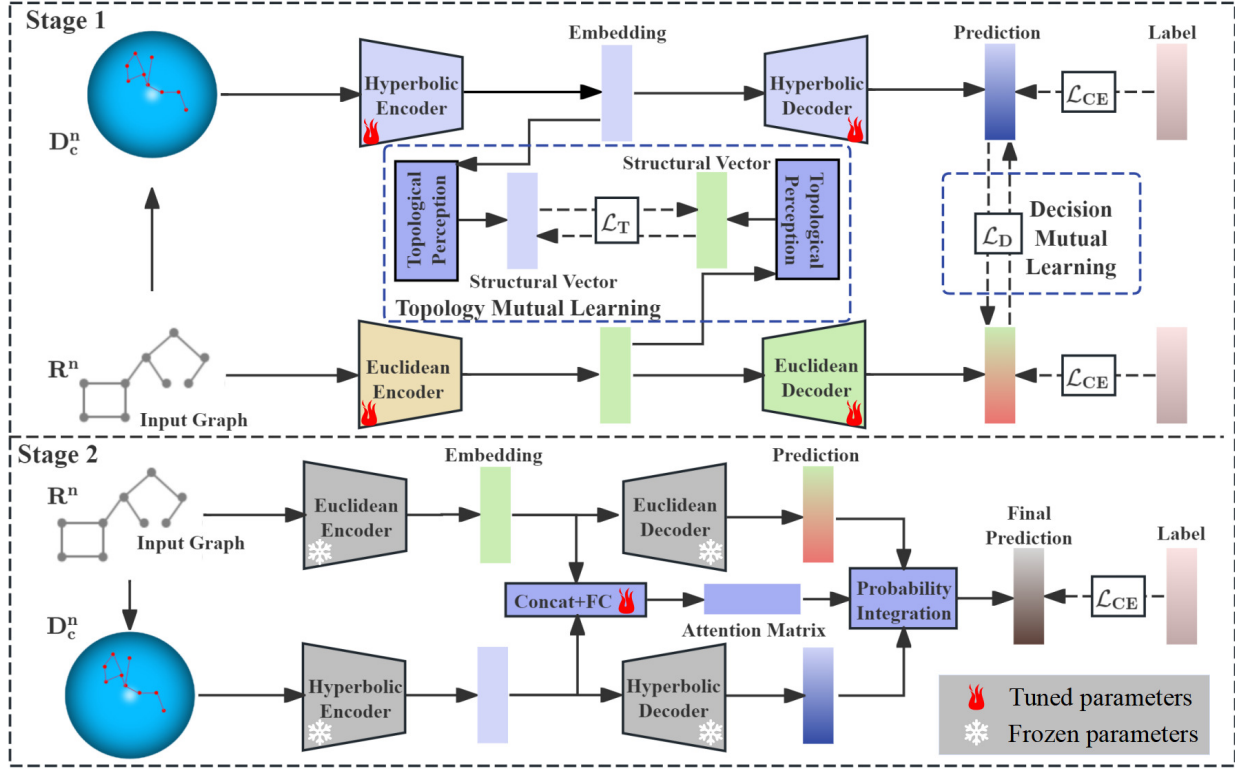 Stage 1
Embedding
Prediction
Label
Hyperbolic
Encoder
Hyperbolic
Decoder
L_CE
D_c^n
Structural Vector
Topological
Perception
L_T
Topological
Perception
Structural Vector
Topology Mutual Learning
L_D
Decision
Mutual
Learning
R^n
Input Graph
Euclidean
Encoder
Euclidean
Decoder
L_CE
Stage 2
Embedding
Prediction
R^n
Input Graph
Euclidean
Encoder
Euclidean
Decoder
Final
Prediction
Label
Concat+FC
Attention Matrix
Probability
Integration
L_CE
D_c^n
Hyperbolic
Encoder
Hyperbolic
Decoder
Tuned parameters
Frozen parameters